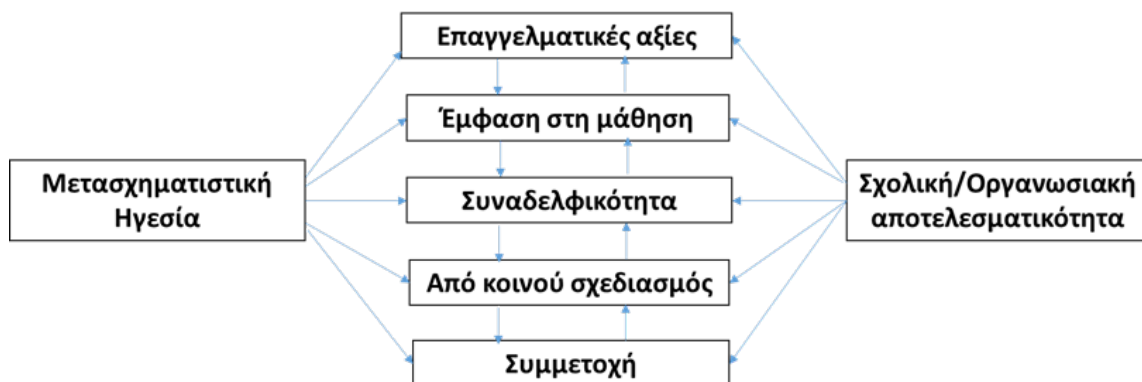 Επαγγελματικές αξίες
Έμφαση στη μάθηση
Μετασχηματιστική
Ηγεσία
Συναδελφικότητα
Σχολική/Οργανωσιακή
αποτελεσματικότητα
Από κοινού σχεδιασμός
Συμμετοχή